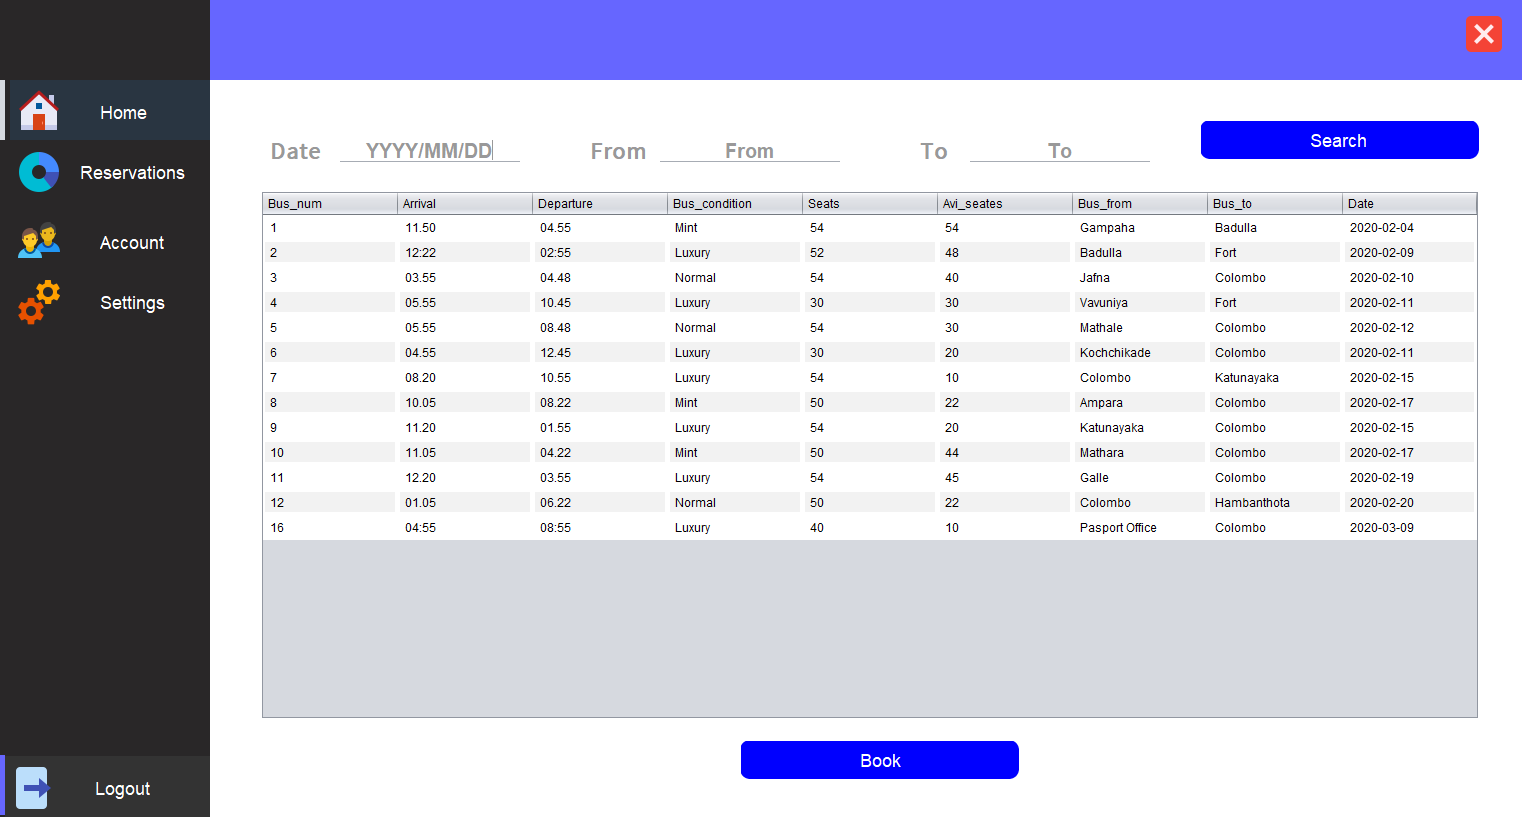 Home
Reservations
Account
Settings
Logout
Date YYYY/MM/DD From From To To Search
Bus_num Arrival Departure Bus_condition Seats Avi_seates Bus_from Bus_to Date
1 11.50 04.55 Mint 54 54 Gampaha Badulla 2020-02-04
2 12:22 02:55 Luxury 52 48 Badulla Fort 2020-02-09
3 03.55 04.48 Normal 54 40 Jafna Colombo 2020-02-10
4 05.55 10.45 Luxury 30 30 Vavuniya Fort 2020-02-11
5 05.55 08.48 Normal 54 30 Mathale Colombo 2020-02-12
6 04.55 12.45 Luxury 30 20 Kochchikade Colombo 2020-02-11
7 08.20 10.55 Luxury 54 10 Colombo Katunayaka 2020-02-15
8 10.05 08.22 Mint 50 22 Ampara Colombo 2020-02-17
9 11.20 01.55 Luxury 54 20 Katunayaka Colombo 2020-02-15
10 11.05 04.22 Mint 50 44 Mathara Colombo 2020-02-17
11 12.20 03.55 Luxury 54 45 Galle Colombo 2020-02-19
12 01.05 06.22 Normal 50 22 Colombo Hambanthota 2020-02-20
16 04:55 08:55 Luxury 40 10 Pasport Office Colombo 2020-03-09
Book